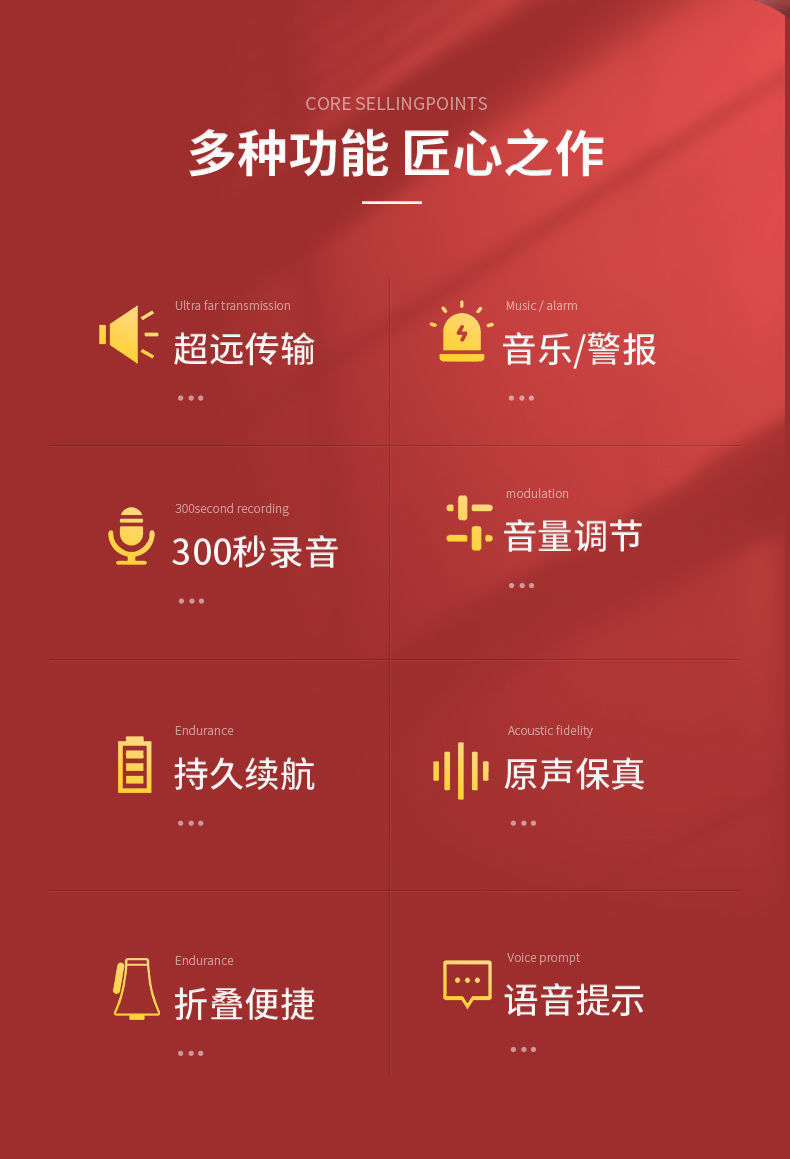 CORE SELLINGPOINTS
多种功能 匠心之作
Ultra far transmission
超远传输
Music / alarm
音乐/警报
300second recording
300秒录音
modulation
音量调节
Endurance
持久续航
Acoustic fidelity
原声保真
Endurance
折叠便捷
Voice prompt
语音提示